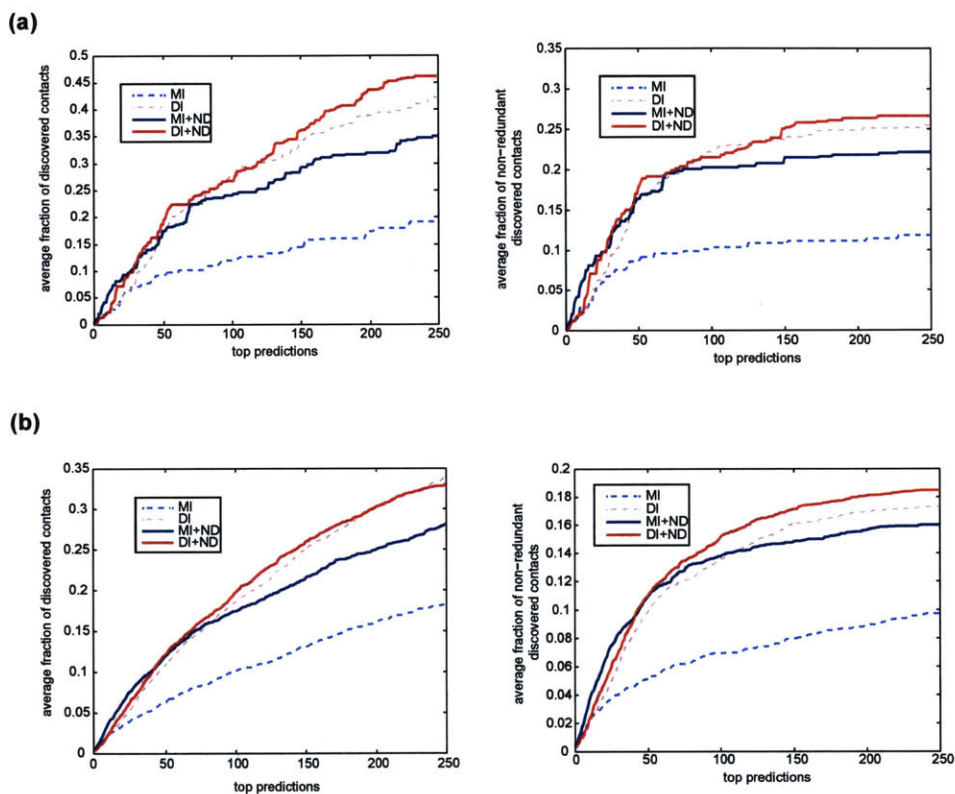 (a)
0.5
0.45
0.4
0.35
0.3
0.25
0.2
0.15
0.1
0.05
0
average fraction of discovered contacts
MI
DI
MI+ND
DI+ND
0 50 100 150 200 250
top predictions
0.35
0.3
0.25
0.2
0.15
0.1
0.05
0
average fraction of non-redundant
discovered contacts
MI
DI
MI+ND
DI+ND
0 50 100 150 200 250
top predictions
(b)
0.35
0.3
0.25
0.2
0.15
0.1
0.05
0
average fraction of discovered contacts
MI
DI
MI+ND
DI+ND
0 50 100 150 200 250
top predictions
0.2
0.18
0.16
0.14
0.12
0.1
0.08
0.06
0.04
0.02
0
average fraction of non-redundant
discovered contacts
MI
DI
MI+ND
DI+ND
0 50 100 150 200 250
top predictions